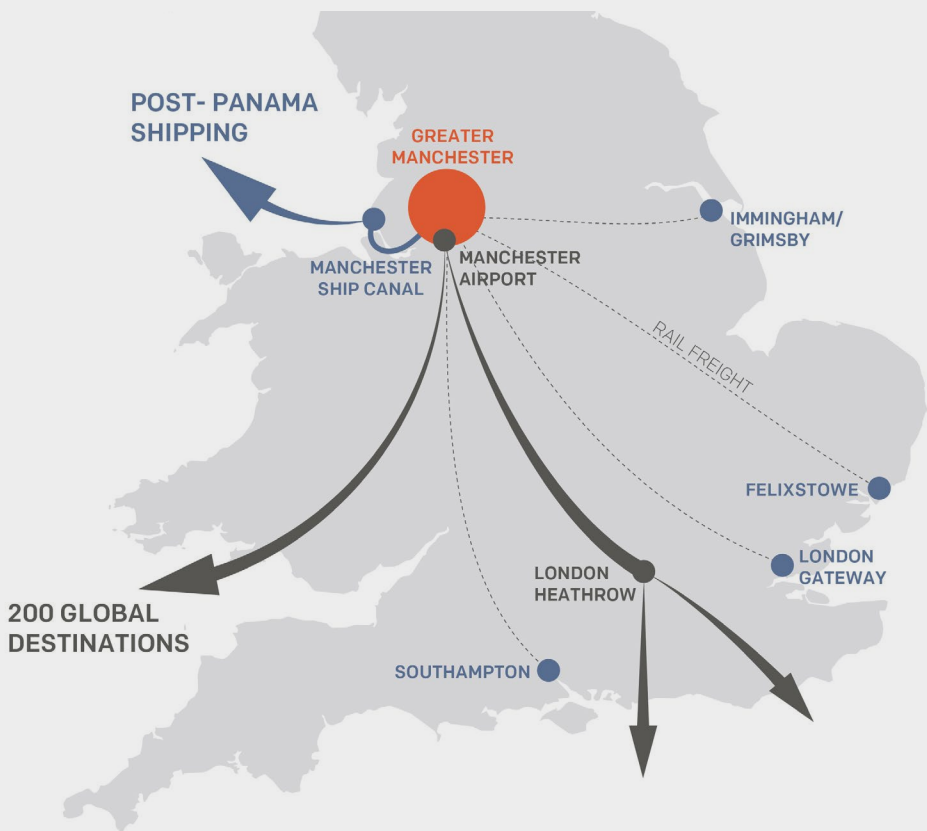 POST- PANAMA
SHIPPING
GREATER
MANCHESTER
IMMINGHAM/
GRIMSBY
MANCHESTER
SHIP CANAL
MANCHESTER
AIRPORT
RAIL FREIGHT
FELIXSTOWE
LONDON
GATEWAY
LONDON
HEATHROW
200 GLOBAL
DESTINATIONS
SOUTHAMPTON